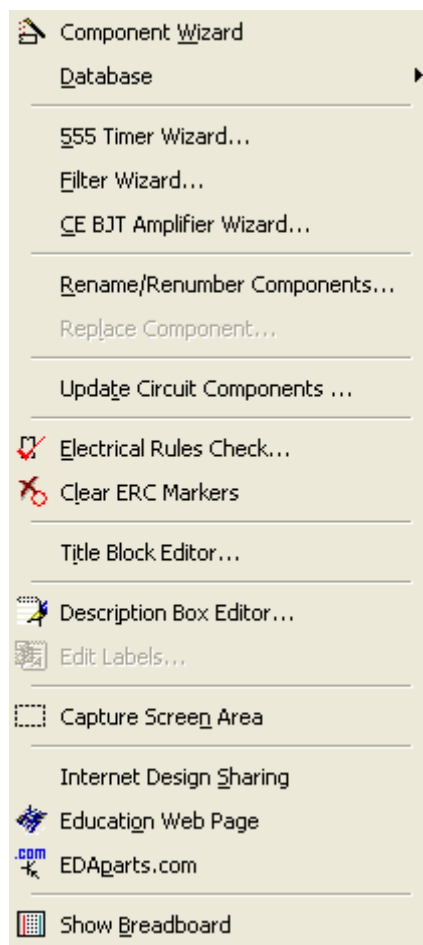 Component Wizard
Database
555 Timer Wizard...
Filter Wizard...
CE BJT Amplifier Wizard...
Rename/Renumber Components...
Replace Component...
Update Circuit Components ...
Electrical Rules Check...
Clear ERC Markers
Title Block Editor...
Description Box Editor...
Edit Labels...
Capture Screen Area
Internet Design Sharing
Education Web Page
.com
EDAparts.com
Show Breadboard